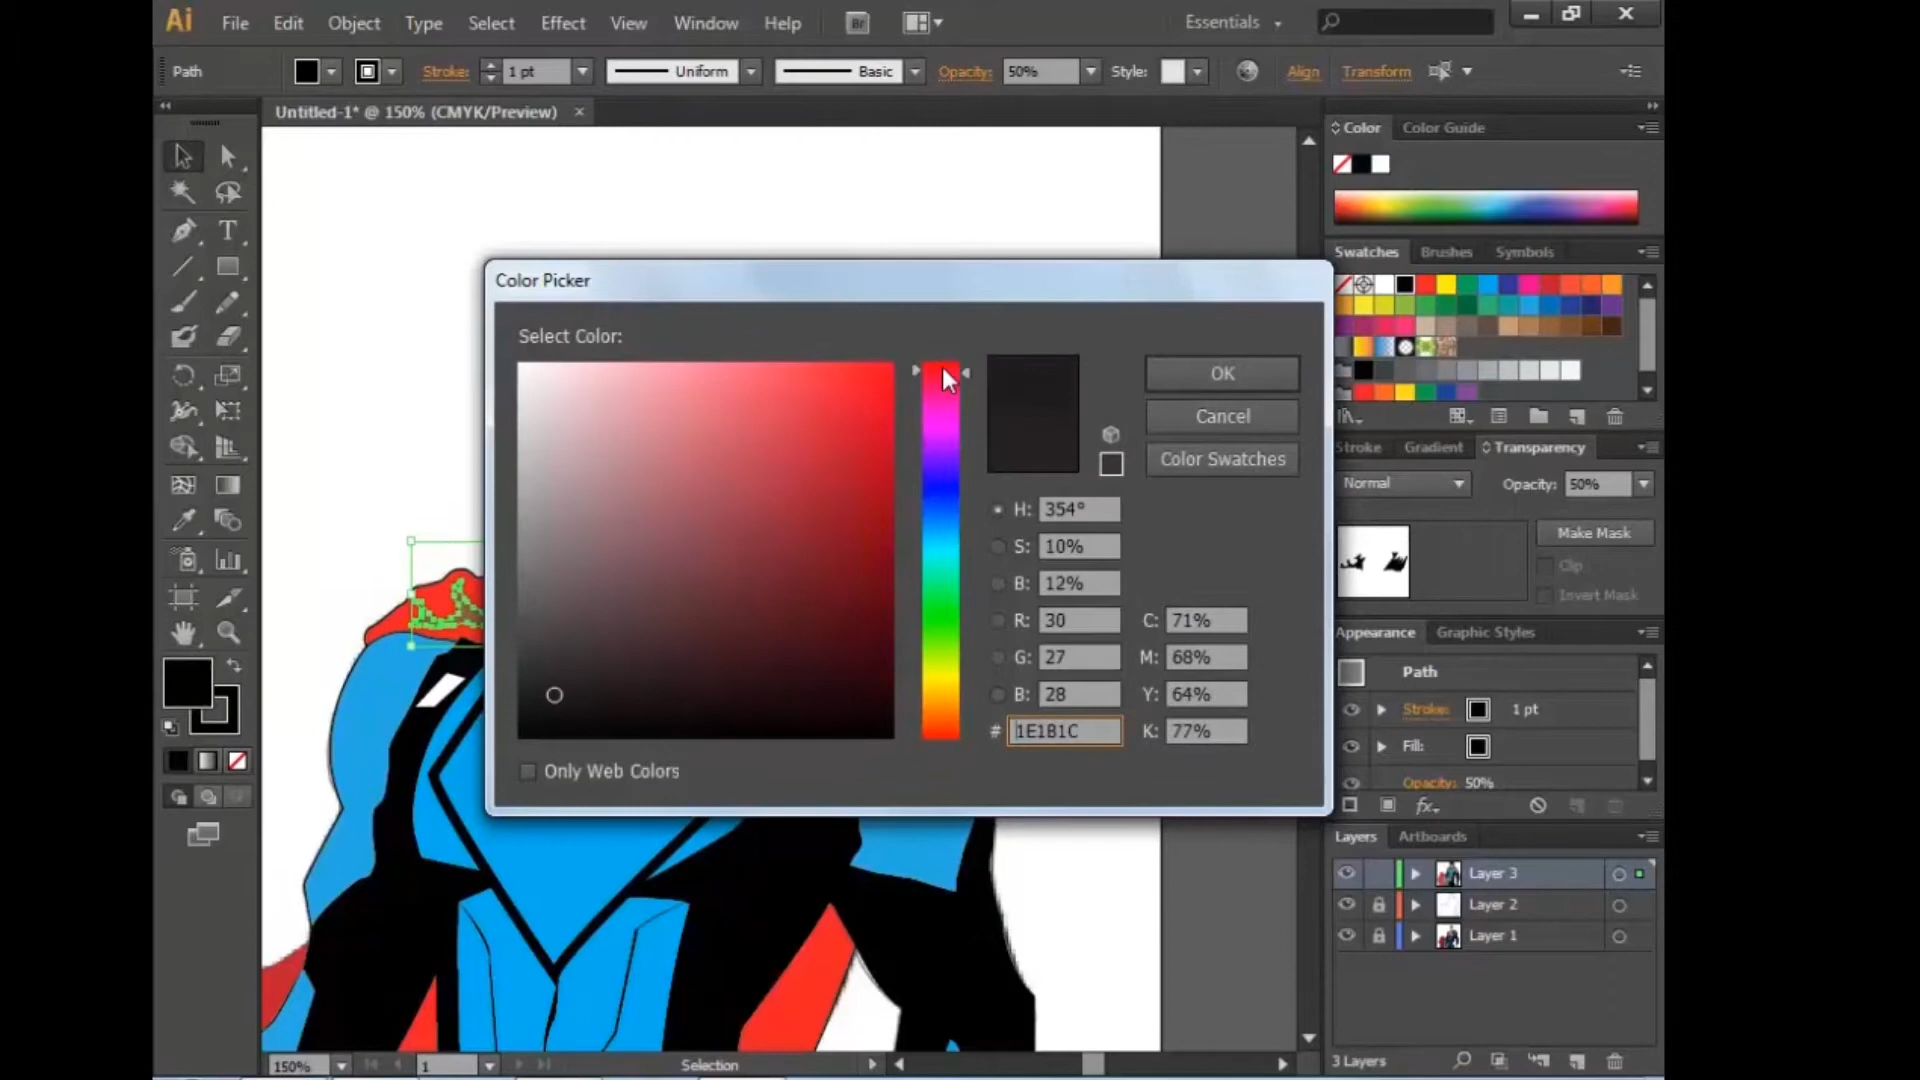 Ai File Edit Object Type Select Effect View Window Help Br Essentials
Path Stroke: 1 pt Uniform Basic Opacity: 50% Style: Align Transform
Untitled-1* @ 150% (CMYK/Preview)
Color Color Guide
Swatches Brushes Symbols
Color Picker
Select Color:
OK
Cancel
Color Swatches
H: 354°
S: 10%
B: 12%
R: 30 C: 71%
G: 27 M: 68%
B: 28 Y: 64%
# 1E1B1C K: 77%
Only Web Colors
Stroke Gradient Transparency
Normal Opacity: 50%
Make Mask
Clip
Invert Mask
Appearance Graphic Styles
Path
Stroke: 1 pt
Fill:
Opacity: 50%
fx
Layers Artboards
Layer 3
Layer 2
Layer 1
3 Layers
150% 1 Selection
T